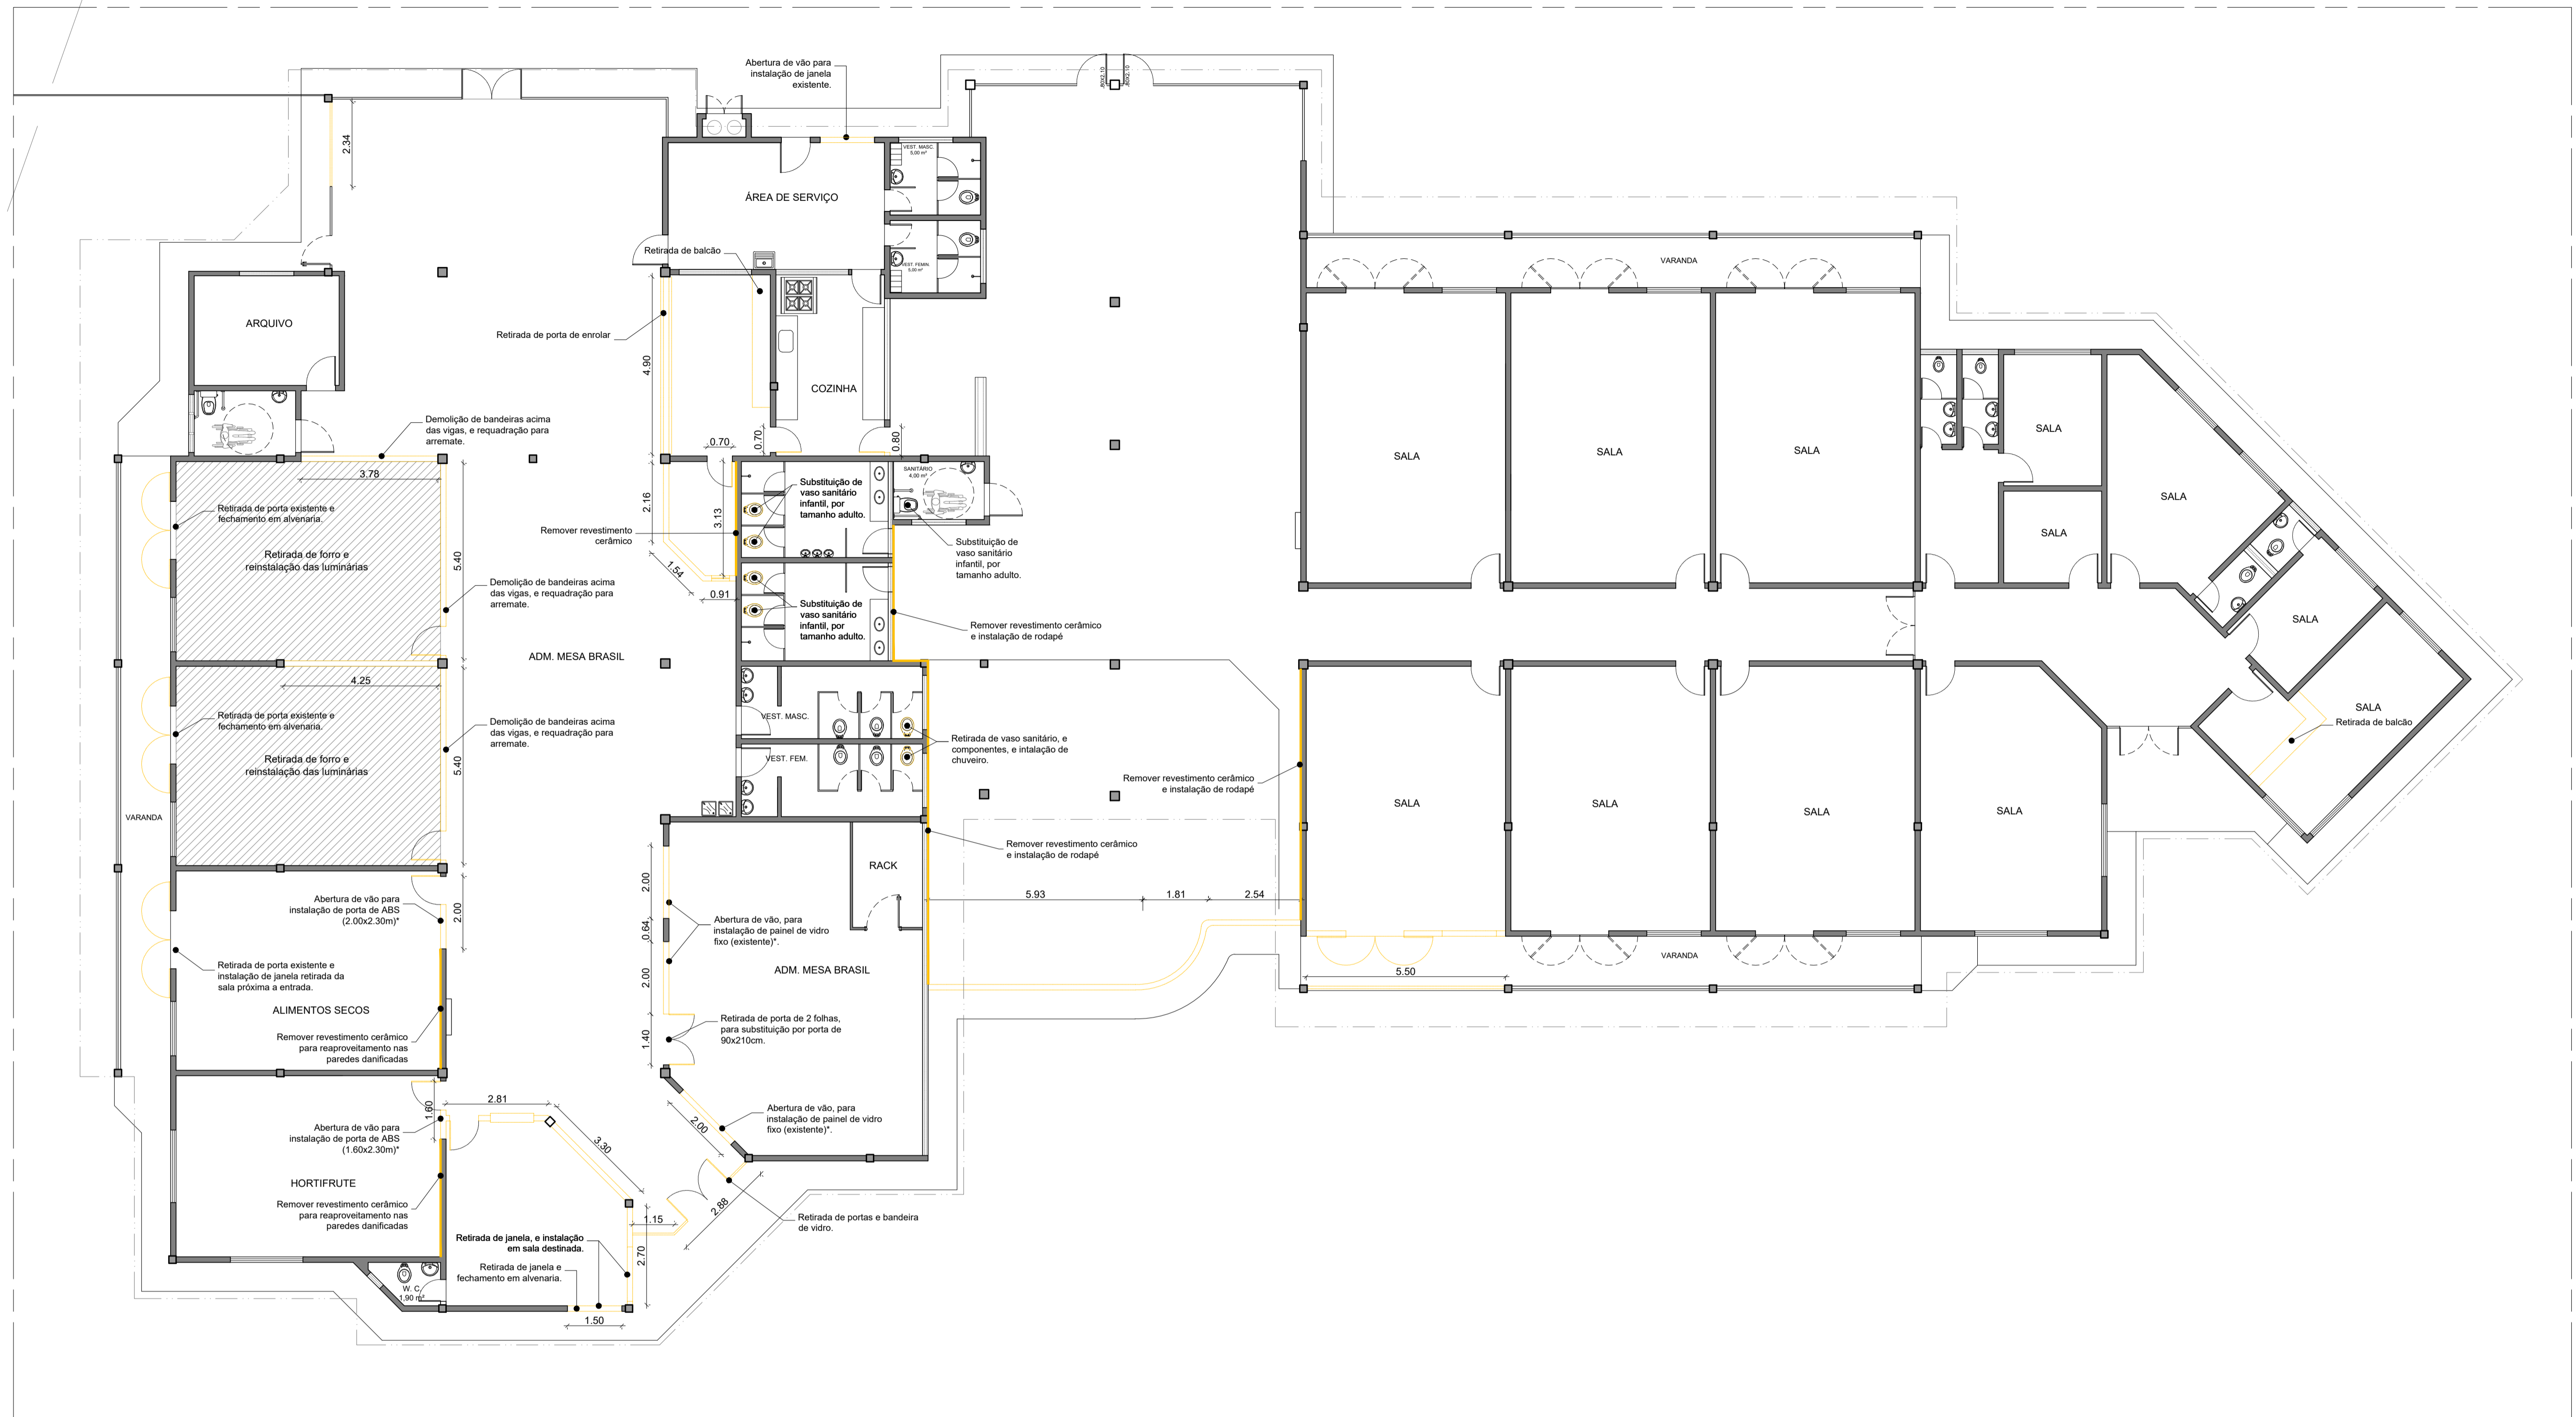 Abertura de vão para
instalação de janela
existente.
.80X2,10
.80X2,10
2.34
VEST. MASC.
5,00 m²
ÁREA DE SERVIÇO
Retirada de balcão
VEST. FEMIN.
5,00 m²
VARANDA
ARQUIVO
Retirada de porta de enrolar
4.90
COZINHA
Demolição de bandeiras acima
das vigas, e requadração para
arremate.
0.70
0.70
0.80
SALA
SALA
SALA
SALA
SALA
SALA
3.78
SANITÁRIO
4,00 m²
Substituição de
vaso sanitário
infantil, por
tamanho adulto.
2.16
3.13
Retirada de porta existente e
fechamento em alvenaria.
Remover revestimento
cerâmico
Substituição de
vaso sanitário
infantil, por
tamanho adulto.
Retirada de forro e
reinstalação das luminárias
5.40
1.54
0.91
Demolição de bandeiras acima
das vigas, e requadração para
arremate.
Substituição de
vaso sanitário
infantil, por
tamanho adulto.
Remover revestimento cerâmico
e instalação de rodapé
SALA
ADM. MESA BRASIL
4.25
Retirada de porta existente e
fechamento em alvenaria.
Demolição de bandeiras acima
das vigas, e requadração para
arremate.
VEST. MASC.
SALA
Retirada de balcão
Retirada de forro e
reinstalação das luminárias
5.40
VEST. FEM.
Retirada de vaso sanitário, e
componentes, e intalação de
chuveiro.
Remover revestimento cerâmico
e instalação de rodapé
SALA
SALA
SALA
SALA
VARANDA
RACK
Remover revestimento cerâmico
e instalação de rodapé
2.00
5.93
1.81
2.54
Abertura de vão para
instalação de porta de ABS
(2.00x2.30m)*
2.00
0.64
Abertura de vão, para
instalação de painel de vidro
fixo (existente)*.
VARANDA
Retirada de porta existente e
instalação de janela retirada da
sala próxima a entrada.
2.00
ADM. MESA BRASIL
5.50
ALIMENTOS SECOS
Retirada de porta de 2 folhas,
para substituição por porta de
90x210cm.
1.40
Remover revestimento cerâmico
para reaproveitamento nas
paredes danificadas
2.81
1.60
Abertura de vão para
instalação de porta de ABS
(1.60x2.30m)*
3.30
2.00
Abertura de vão, para
instalação de painel de vidro
fixo (existente)*.
HORTIFRUTE
Remover revestimento cerâmico
para reaproveitamento nas
paredes danificadas
1.15
2.88
Retirada de portas e bandeira
de vidro.
Retirada de janela, e instalação
em sala destinada.
2.70
Retirada de janela e
fechamento em alvenaria.
W. C.
1,90 m²
1.50